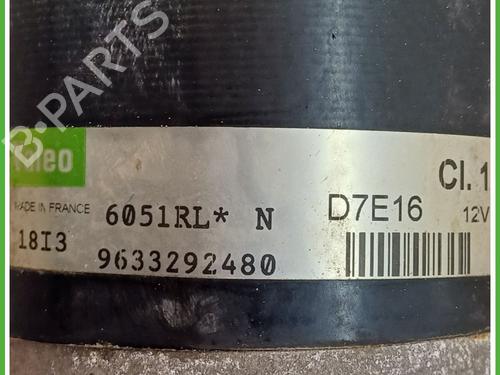 B-PARTS
Valeo
MADE IN FRANCE
6051RL* N
D7E16
Cl. 1
12V
18I3
9633292480